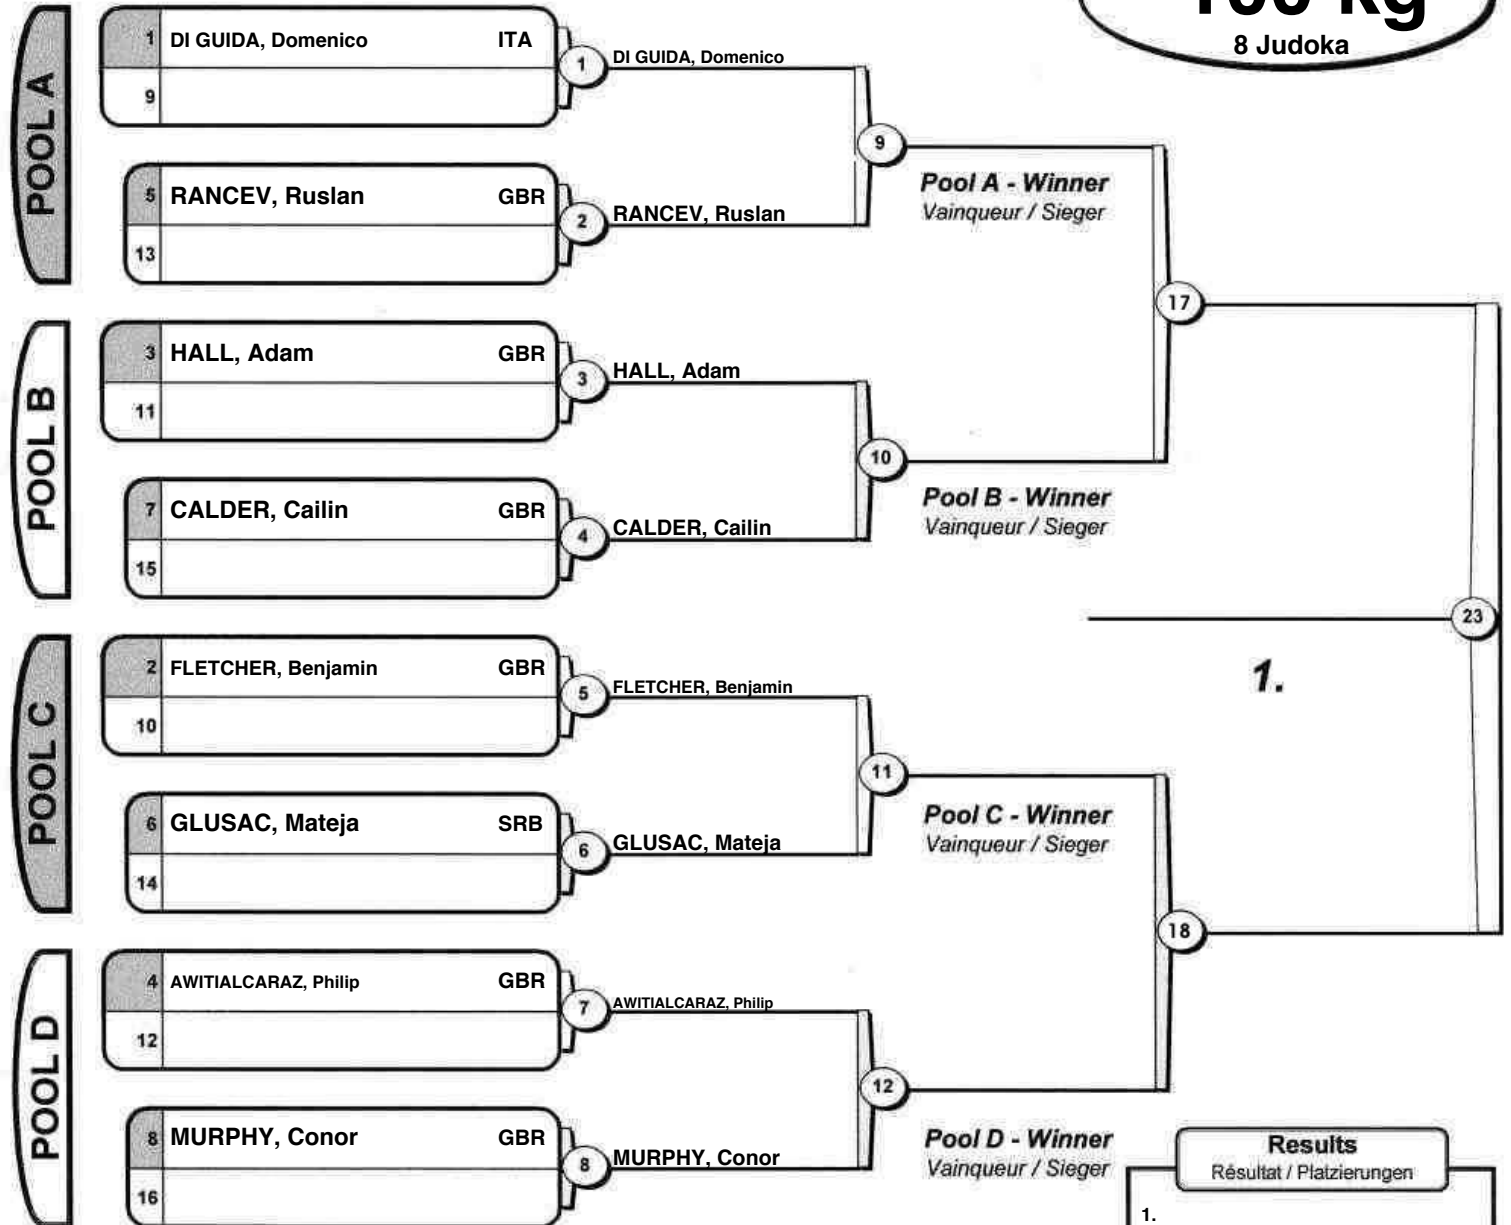 100 kg
8 Judoka
POOL A
1 DI GUIDA, Domenico ITA
9
1
DI GUIDA, Domenico
5 RANCEV, Ruslan GBR
13
2
RANCEV, Ruslan
9
Pool A - Winner
Vainqueur / Sieger
POOL B
3 HALL, Adam GBR
11
3
HALL, Adam
7 CALDER, Cailin GBR
15
4
CALDER, Cailin
10
Pool B - Winner
Vainqueur / Sieger
17
POOL C
2 FLETCHER, Benjamin GBR
10
5
FLETCHER, Benjamin
6 GLUSAC, Mateja SRB
14
6
GLUSAC, Mateja
11
Pool C - Winner
Vainqueur / Sieger
POOL D
4 AWITIALCARAZ, Philip GBR
12
7
AWITIALCARAZ, Philip
8 MURPHY, Conor GBR
16
8
MURPHY, Conor
12
Pool D - Winner
Vainqueur / Sieger
18
23
1.
Results
Résultat / Platzierungen
1.